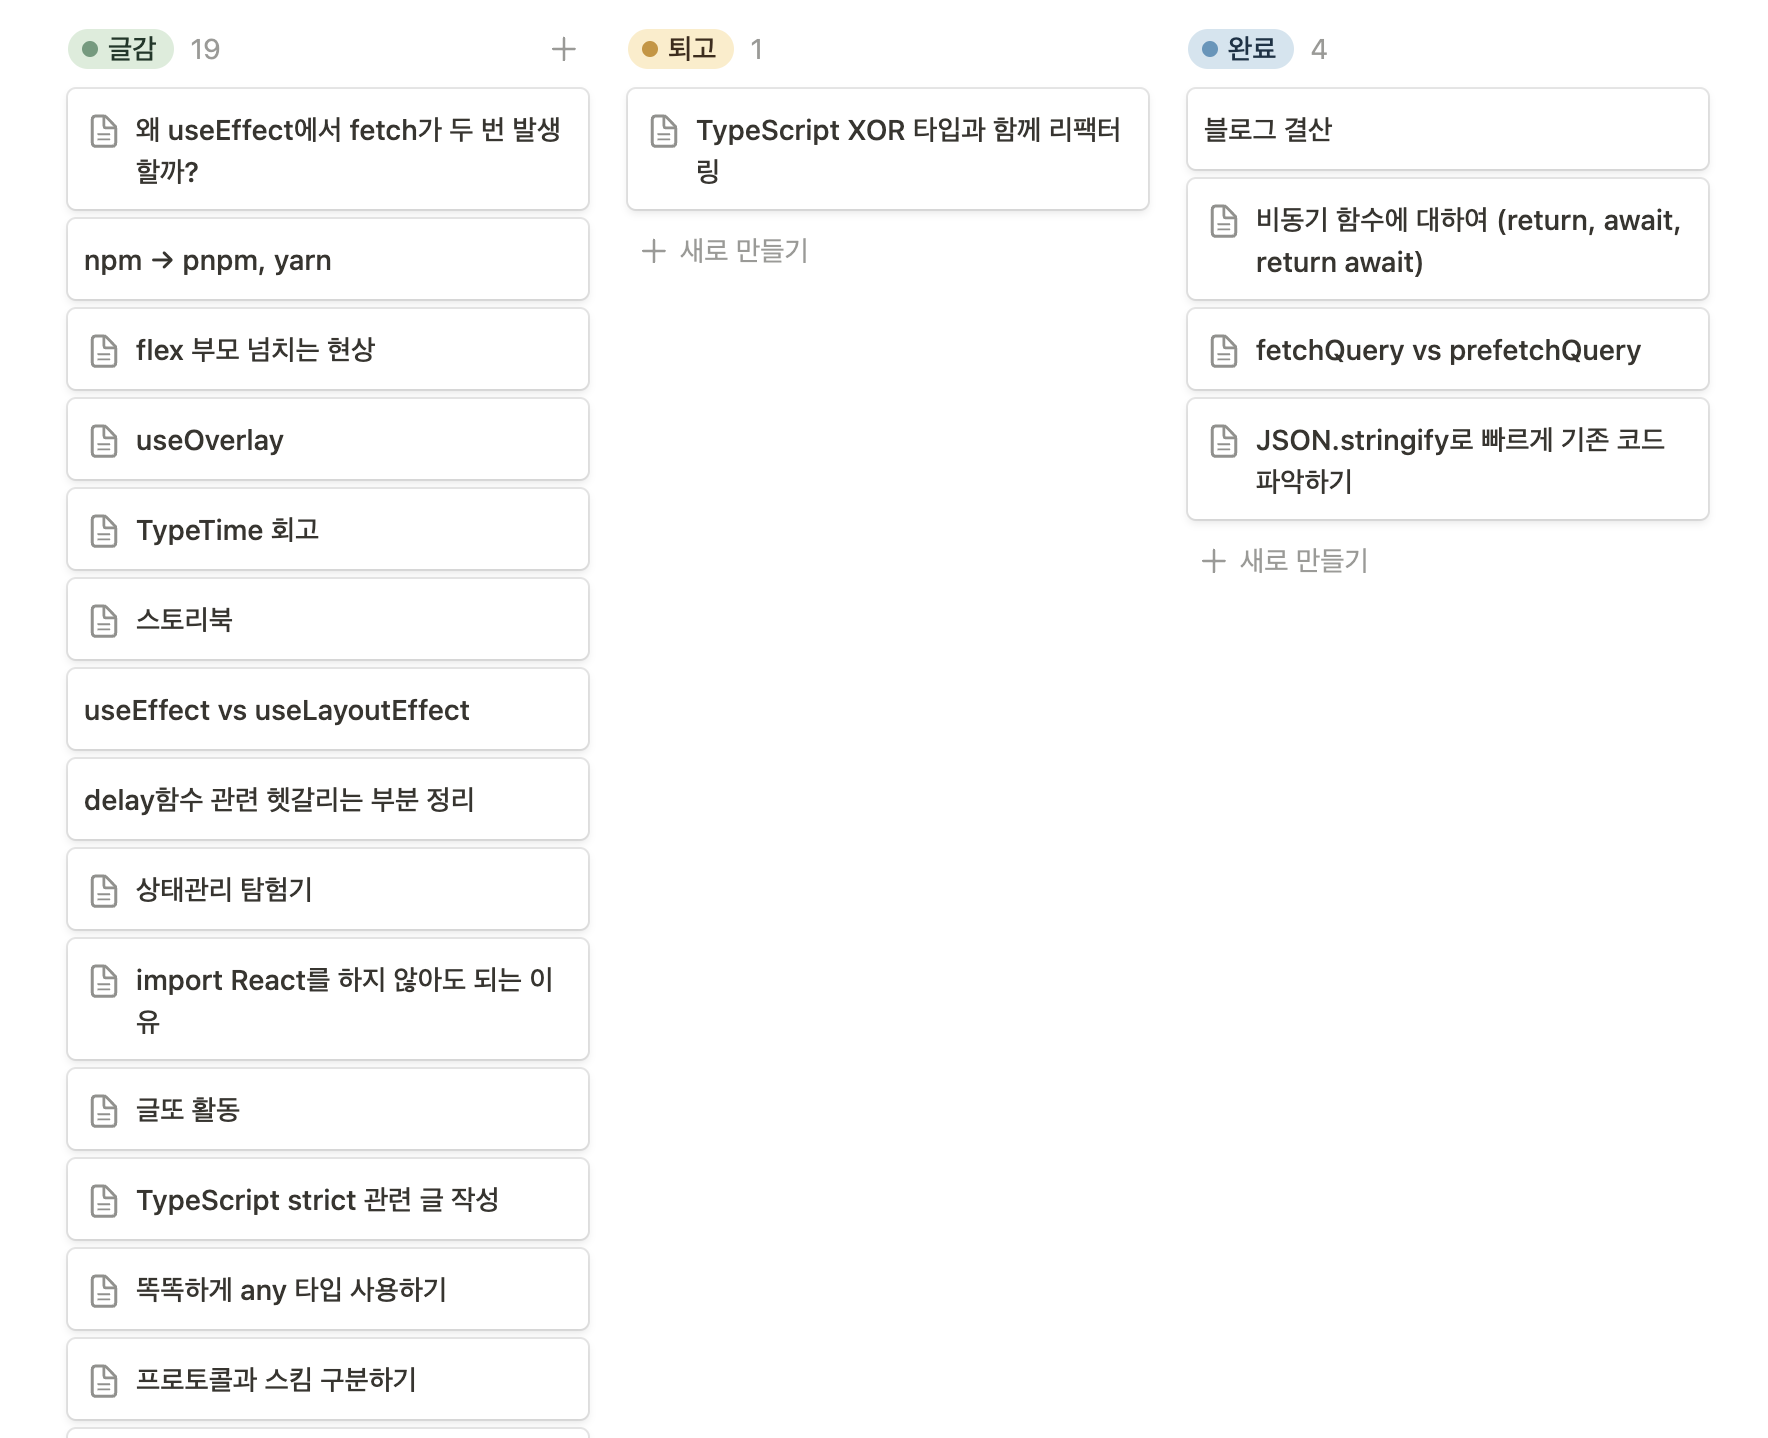 글감 19
왜 useEffect에서 fetch가 두 번 발생
할까?
npm → pnpm, yarn
flex 부모 넘치는 현상
useOverlay
TypeTime 회고
스토리북
useEffect vs useLayoutEffect
delay함수 관련 헷갈리는 부분 정리
상태관리 탐험기
import React를 하지 않아도 되는 이
유
글또 활동
TypeScript strict 관련 글 작성
똑똑하게 any 타입 사용하기
프로토콜과 스킴 구분하기
퇴고 1
TypeScript XOR 타입과 함께 리팩터
링
+ 새로 만들기
완료 4
블로그 결산
비동기 함수에 대하여 (return, await,
return await)
fetchQuery vs prefetchQuery
JSON.stringify로 빠르게 기존 코드
파악하기
+ 새로 만들기